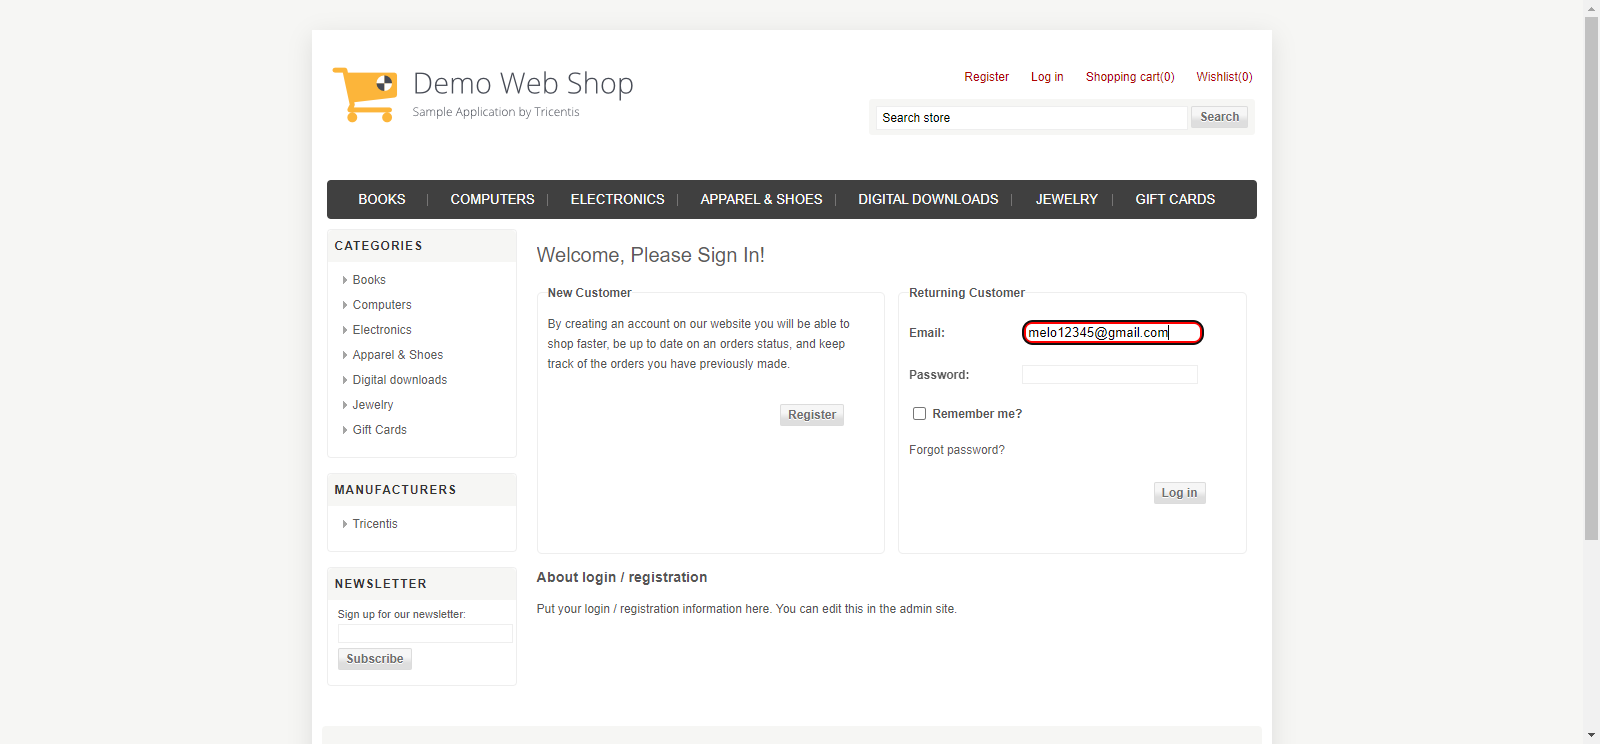 Demo Web Shop
Sample Application by Tricentis
Register Log in Shopping cart(0) Wishlist(0)
Search store Search
BOOKS COMPUTERS ELECTRONICS APPAREL & SHOES DIGITAL DOWNLOADS JEWELRY GIFT CARDS
CATEGORIES
Books
Computers
Electronics
Apparel & Shoes
Digital downloads
Jewelry
Gift Cards
MANUFACTURERS
Tricentis
NEWSLETTER
Sign up for our newsletter:
Subscribe
Welcome, Please Sign In!
New Customer
By creating an account on our website you will be able to
shop faster, be up to date on an orders status, and keep
track of the orders you have previously made.
Register
Returning Customer
Email: melo12345@gmail.com
Password:
Remember me?
Forgot password?
Log in
About login / registration
Put your login / registration information here. You can edit this in the admin site.